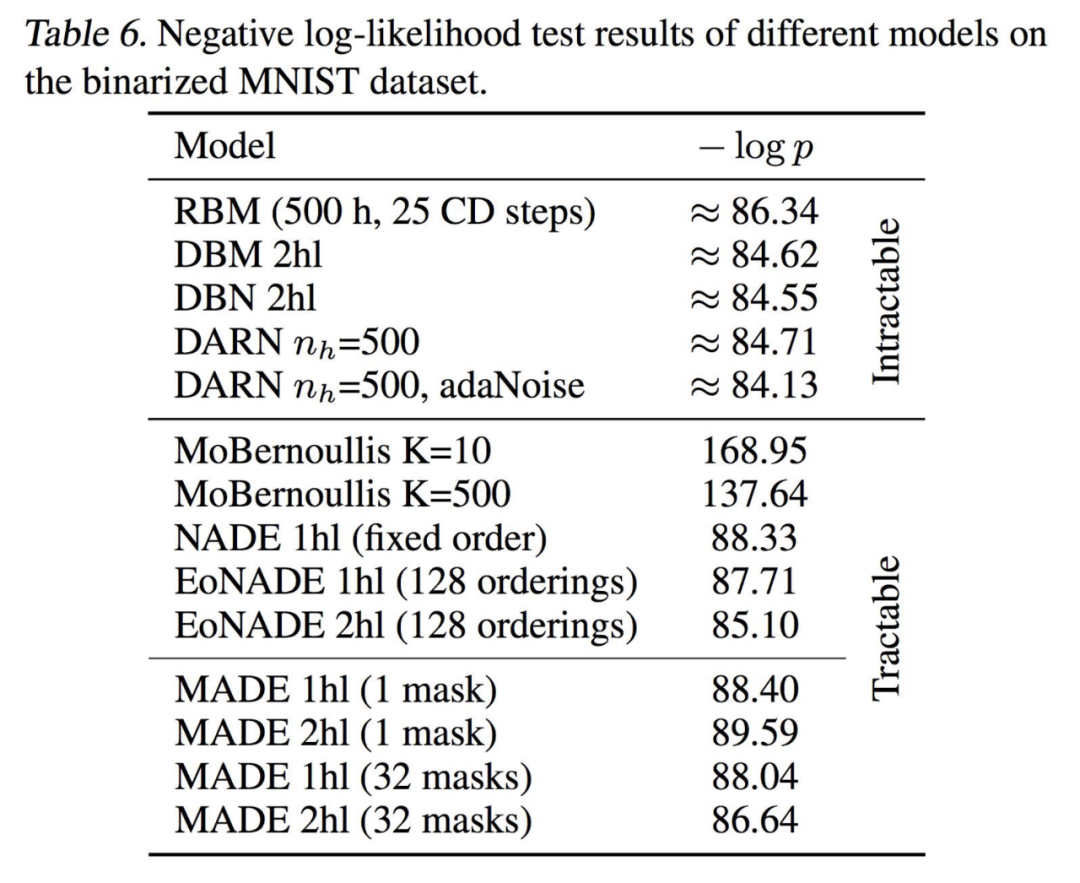 Table 6. Negative log-likelihood test results of different models on
the binarized MNIST dataset.
Model − log p
RBM (500 h, 25 CD steps) ≈ 86.34
DBM 2hl ≈ 84.62
DBN 2hl ≈ 84.55
DARN nₕ=500 ≈ 84.71
DARN nₕ=500, adaNoise ≈ 84.13
Intractable
MoBernoullis K=10 168.95
MoBernoullis K=500 137.64
NADE 1hl (fixed order) 88.33
EoNADE 1hl (128 orderings) 87.71
EoNADE 2hl (128 orderings) 85.10
MADE 1hl (1 mask) 88.40
MADE 2hl (1 mask) 89.59
MADE 1hl (32 masks) 88.04
MADE 2hl (32 masks) 86.64
Tractable